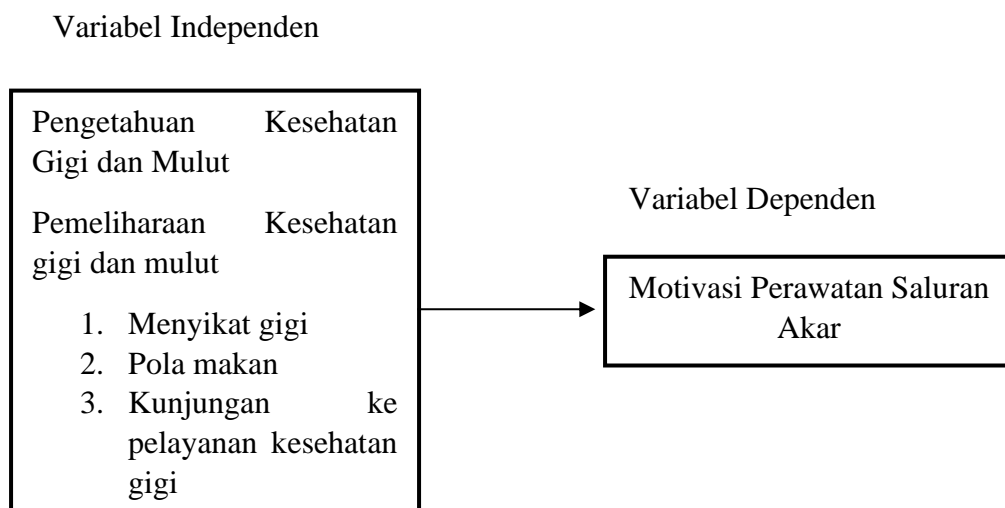 Variabel Independen
Pengetahuan Kesehatan
Gigi dan Mulut
Pemeliharaan Kesehatan
gigi dan mulut
1. Menyikat gigi
2. Pola makan
3. Kunjungan ke
pelayanan kesehatan
gigi
Variabel Dependen
Motivasi Perawatan Saluran
Akar